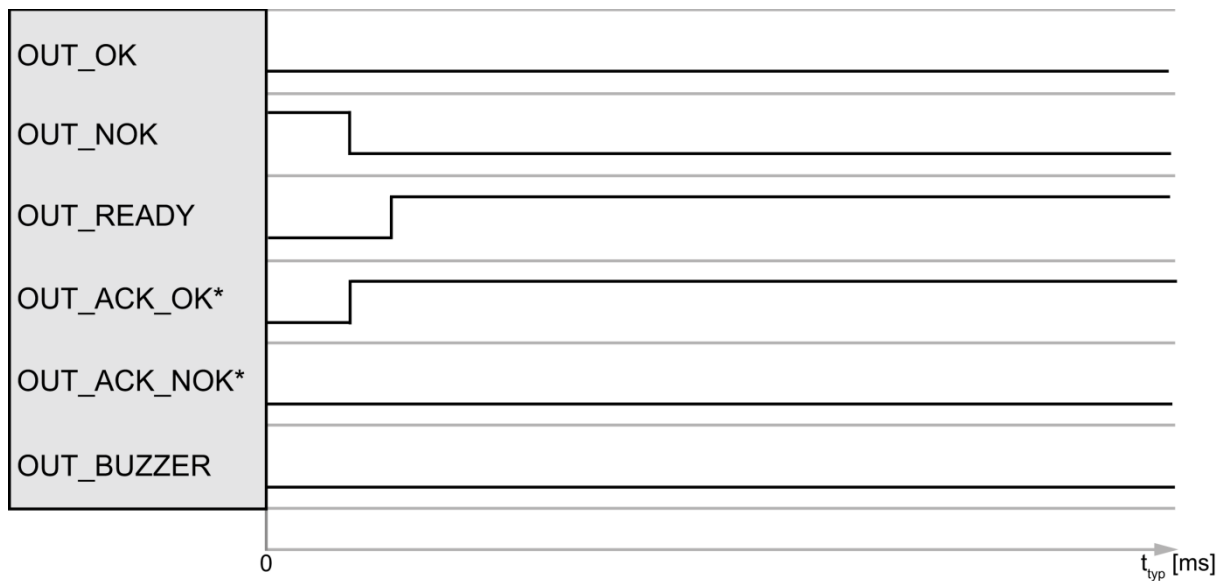 OUT_OK
OUT_NOK
OUT_READY
OUT_ACK_OK*
OUT_ACK_NOK*
OUT_BUZZER
0 t_typ [ms]